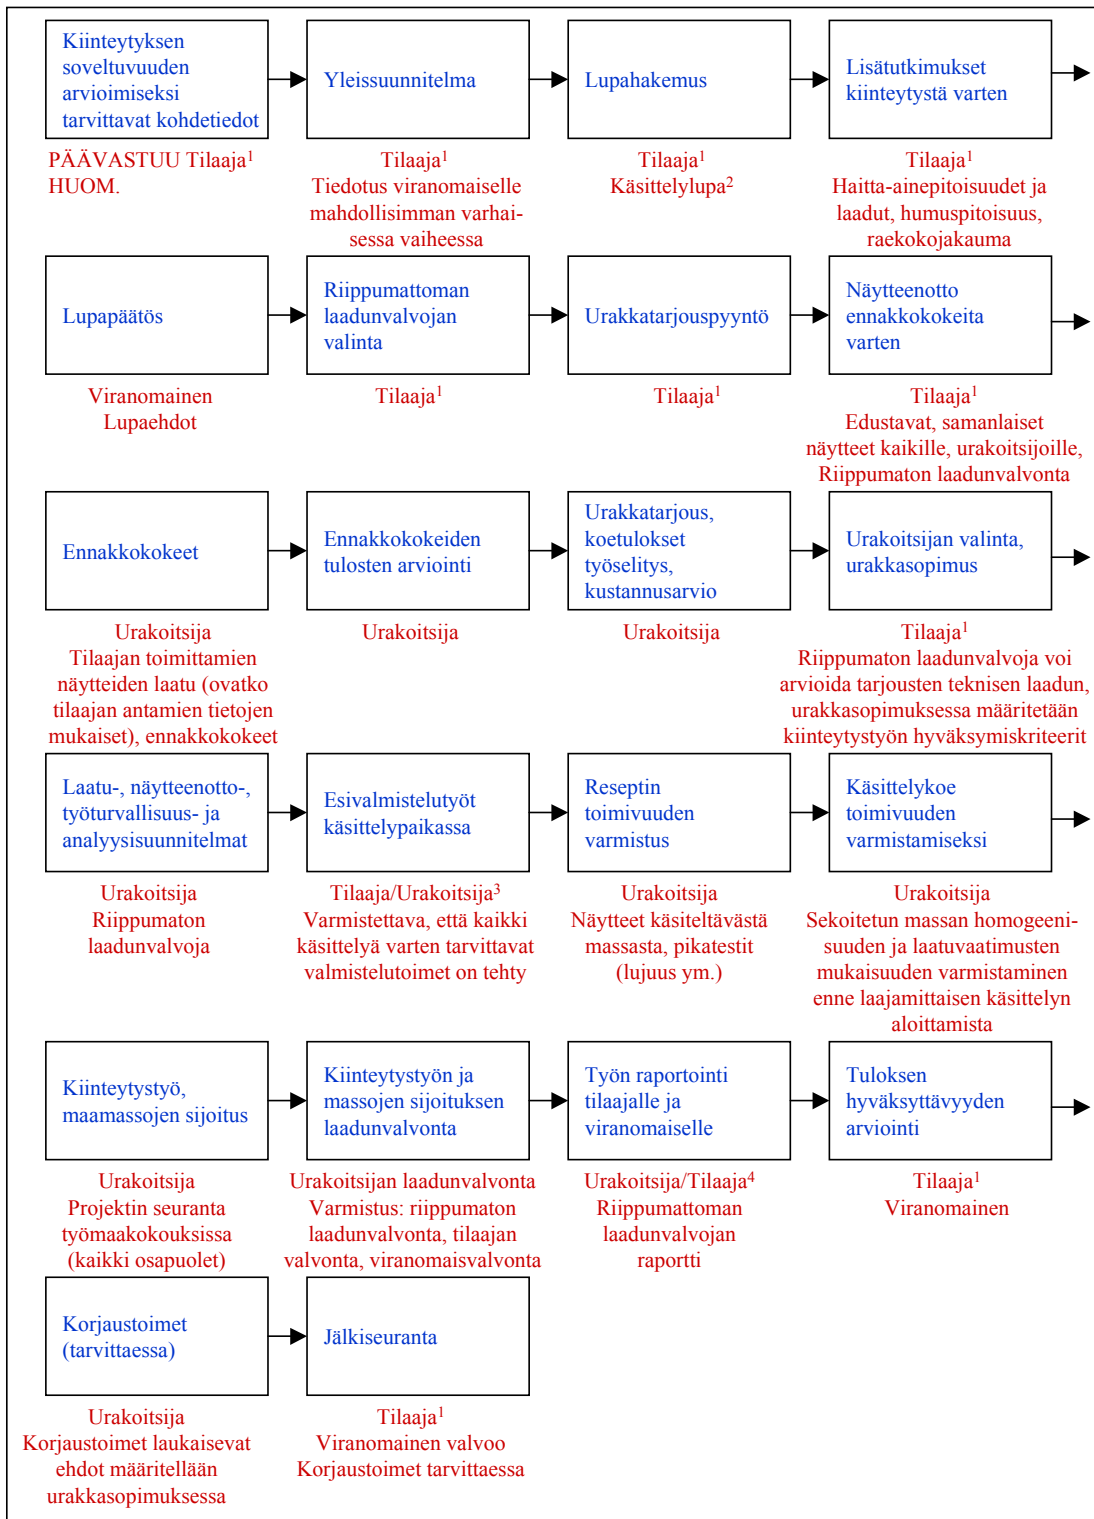 Kiinteytyksen
soveltuvuuden
arvioimiseksi
tarvittavat kohdetiedot
PÄÄVASTUU Tilaaja¹
HUOM.
Yleissuunnitelma
Tilaaja¹
Tiedotus viranomaiselle
mahdollisimman varhai-
sessa vaiheessa
Lupahakemus
Tilaaja¹
Käsittelylupa²
Lisätutkimukset
kiinteytystä varten
Tilaaja¹
Haitta-ainepitoisuudet ja
laadut, humuspitoisuus,
raekokojakauma
Lupapäätös
Viranomainen
Lupaehdot
Riippumattoman
laadunvalvojan
valinta
Tilaaja¹
Urakkatarjouspyyntö
Tilaaja¹
Näytteenotto
ennakkokokeita
varten
Tilaaja¹
Edustavat, samanlaiset
näytteet kaikille, urakoitsijoille,
Riippumaton laadunvalvonta
Ennakkokokeet
Urakoitsija
Tilaajan toimittamien
näytteiden laatu (ovatko
tilaajan antamien tietojen
mukaiset), ennakkokokeet
Ennakkokokeiden
tulosten arviointi
Urakoitsija
Urakkatarjous,
koetulokset
työselitys,
kustannusarvio
Urakoitsija
Urakoitsijan valinta,
urakkasopimus
Tilaaja¹
Riippumaton laadunvalvoja voi
arvioida tarjousten teknisen laadun,
urakkasopimuksessa määritetään
kiinteytystyön hyväksymiskriteerit
Laatu-, näytteenotto-,
työturvallisuus- ja
analyysisuunnitelmat
Urakoitsija
Riippumaton
laadunvalvoja
Esivalmistelutyöt
käsittelypaikassa
Tilaaja/Urakoitsija³
Varmistettava, että kaikki
käsittelyä varten tarvittavat
valmistelutoimet on tehty
Reseptin
toimivuuden
varmistus
Urakoitsija
Näytteet käsiteltävästä
massasta, pikatestit
(lujuus ym.)
Käsittelykoe
toimivuuden
varmistamiseksi
Urakoitsija
Sekoitetun massan homogeeni-
suuden ja laatuvaatimusten
mukaisuuden varmistaminen
enne laajamittaisen käsittelyn
aloittamista
Kiinteytystyö,
maamassojen sijoitus
Urakoitsija
Projektin seuranta
työmaakokouksissa
(kaikki osapuolet)
Kiinteytystyön ja
massojen sijoituksen
laadunvalvonta
Urakoitsijan laadunvalvonta
Varmistus: riippumaton
laadunvalvonta, tilaajan
valvonta, viranomaisvalvonta
Työn raportointi
tilaajalle ja
viranomaiselle
Urakoitsija/Tilaaja⁴
Riippumattoman
laadunvalvojan
raportti
Tuloksen
hyväksyttävyyden
arviointi
Tilaaja¹
Viranomainen
Korjaustoimet
(tarvittaessa)
Urakoitsija
Korjaustoimet laukaisevat
ehdot määritellään
urakkasopimuksessa
Jälkiseuranta
Tilaaja¹
Viranomainen valvoo
Korjaustoimet tarvittaessa